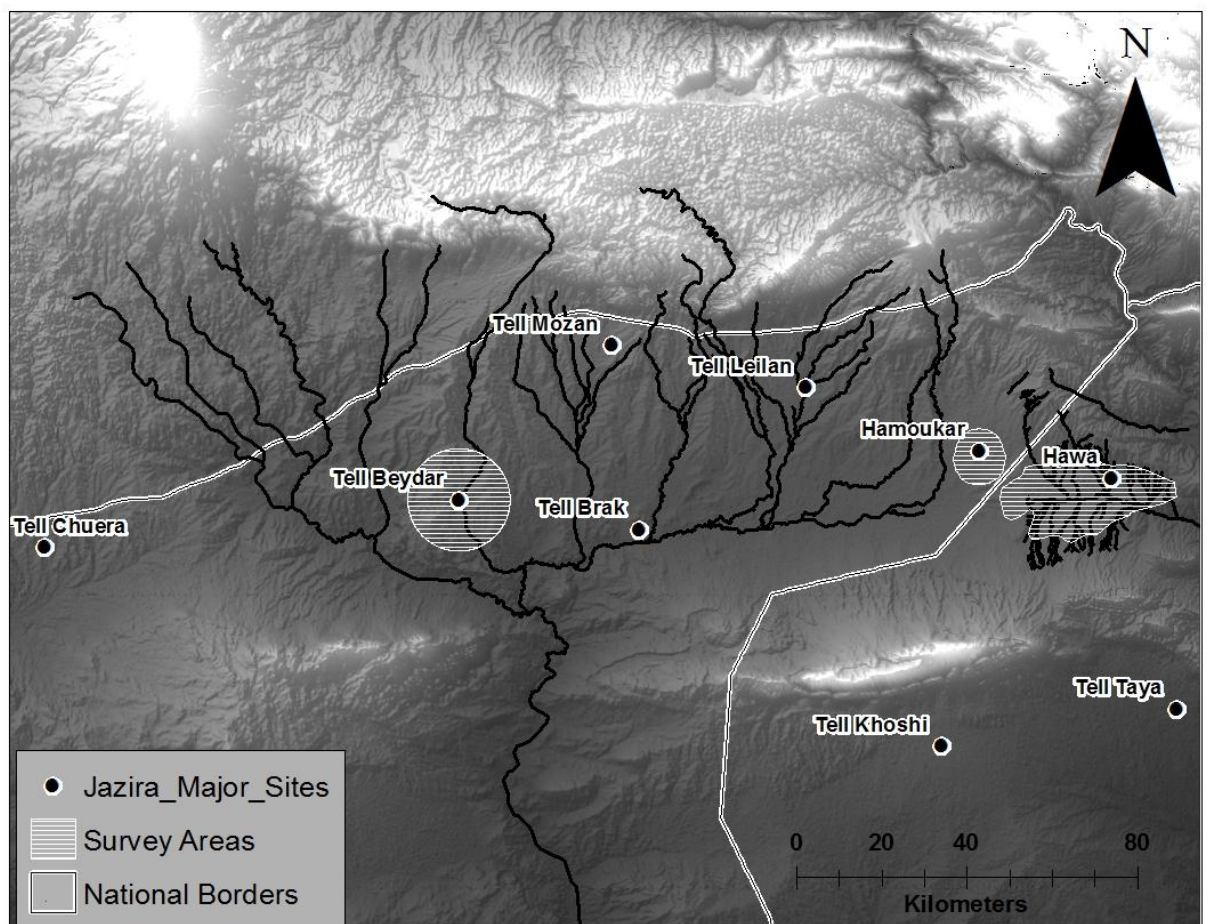 N
Tell Mozan
Tell Leilan
Hamoukar
Hawa
Tell Beydar
Tell Brak
Tell Chuera
Tell Taya
Tell Khoshi
Jazira_Major_Sites
Survey Areas
National Borders
0 20 40 80
Kilometers